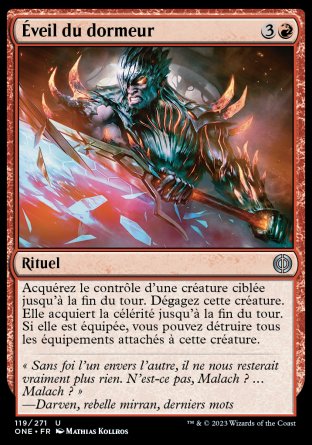 Éveil du dormeur
3
Rituel
Acquérez le contrôle d'une créature ciblée
jusqu'à la fin du tour. Dégagez cette créature.
Elle acquiert la célérité jusqu'à la fin du tour.
Si elle est équipée, vous pouvez détruire tous
les équipements attachés à cette créature.
« Sans foi l'un envers l'autre, il ne nous resterait
vraiment plus rien. N'est-ce pas, Malach ? …
Malach ? »
—Darven, rebelle mirran, derniers mots
119/271 U
ONE • FR Mathias Kollros
™ & © 2023 Wizards of the Coast